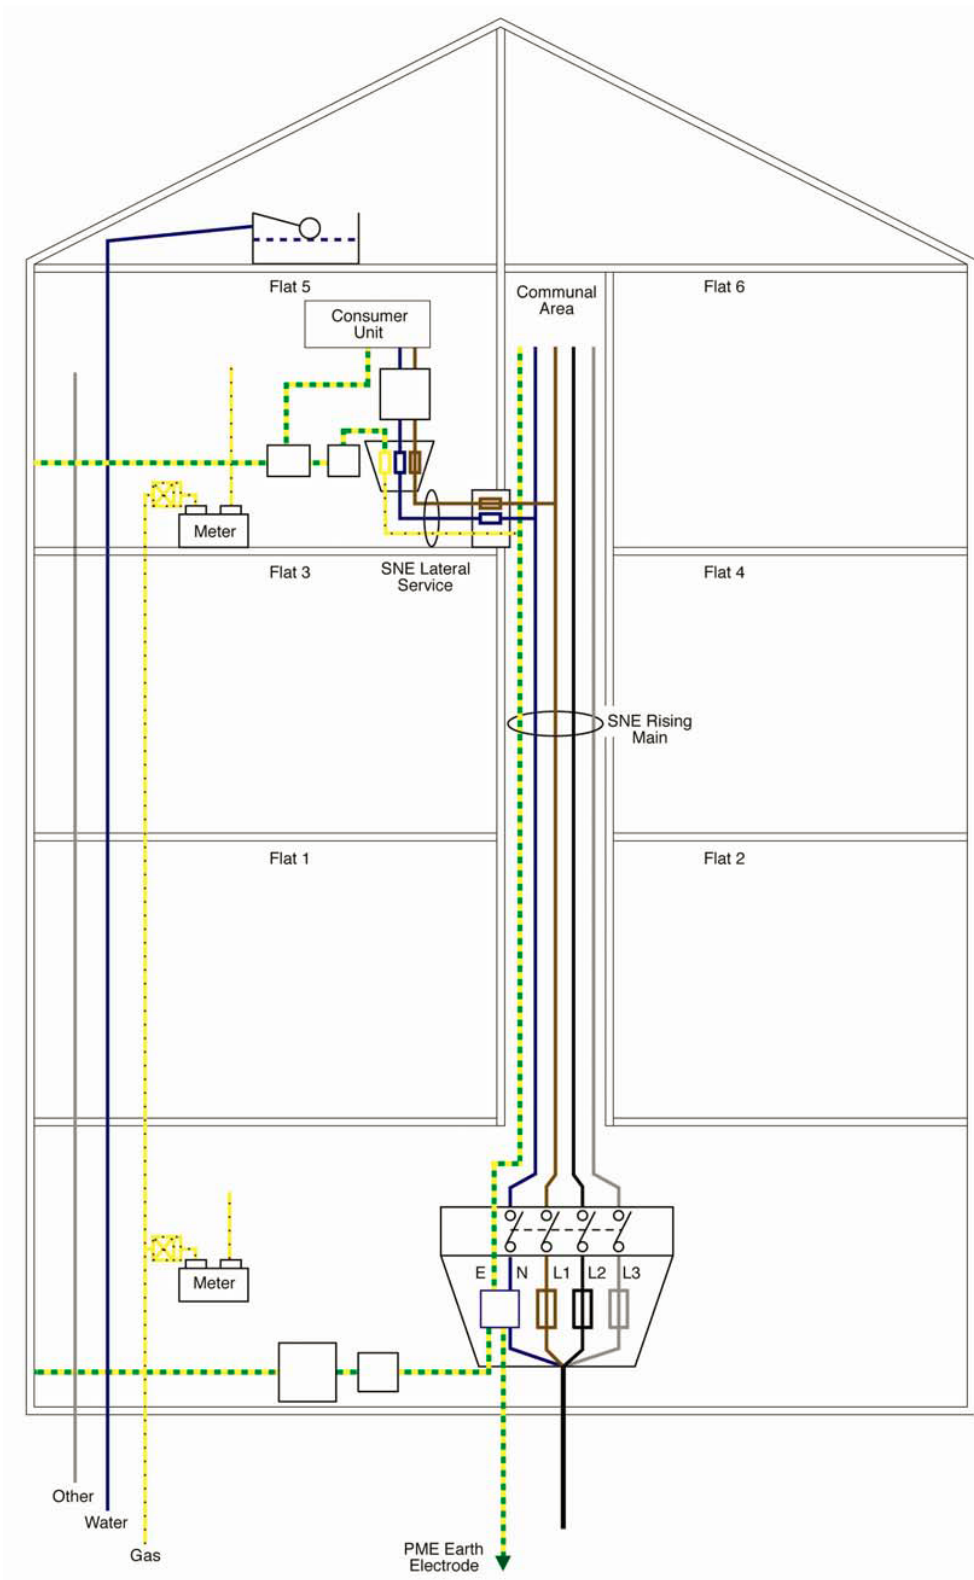 Flat 5
Communal
Area
Flat 6
Consumer
Unit
Meter
Flat 3
SNE Lateral
Service
Flat 4
SNE Rising
Main
Flat 1
Flat 2
E N L1 L2 L3
Meter
Other
Water
Gas
PME Earth
Electrode